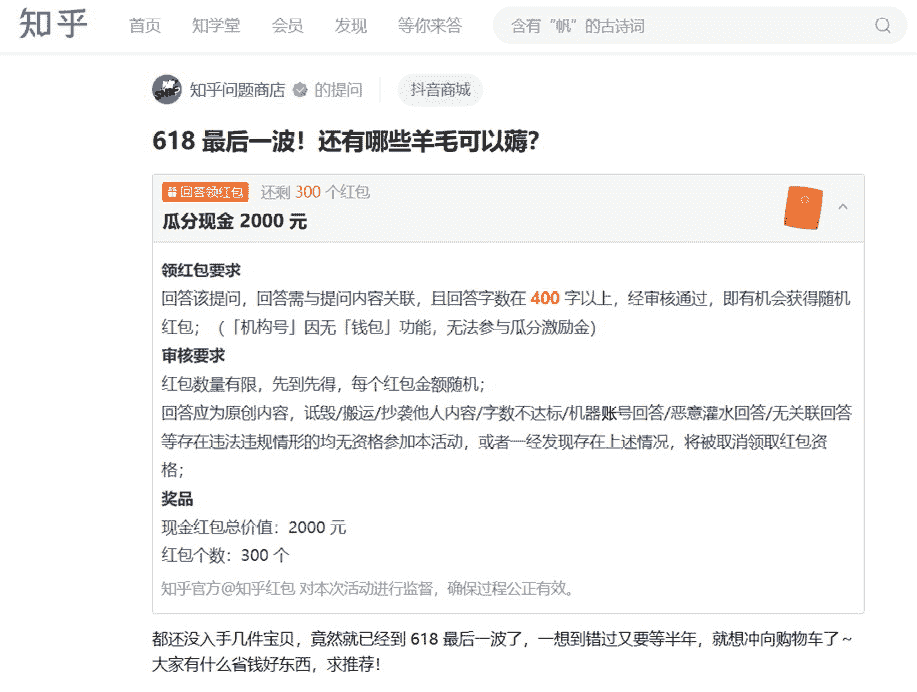 知乎 首页 知学堂 会员 发现 等你来答 含有“帆”的古诗词
知乎问题商店 的提问 抖音商城
618 最后一波！还有哪些羊毛可以薅？
回答领红包 还剩 300 个红包
瓜分现金 2000 元
领红包要求
回答该提问，回答需与提问内容关联，且回答字数在 400 字以上，经审核通过，即有机会获得随机
红包；（「机构号」因无「钱包」功能，无法参与瓜分激励金）
审核要求
红包数量有限，先到先得，每个红包金额随机；
回答应为原创内容，诋毁/搬运/抄袭他人内容/字数不达标/机器账号回答/恶意灌水回答/无关联回答
等存在违法违规情形的均无资格参加本活动，或者一经发现存在上述情况，将被取消领取红包资
格；
奖品
现金红包总价值：2000 元
红包个数：300 个
知乎官方@知乎红包 对本次活动进行监督，确保过程公正有效。
都还没入手几件宝贝，竟然就已经到 618 最后一波了，一想到错过又要等半年，就想冲向购物车了～
大家有什么省钱好东西，求推荐！